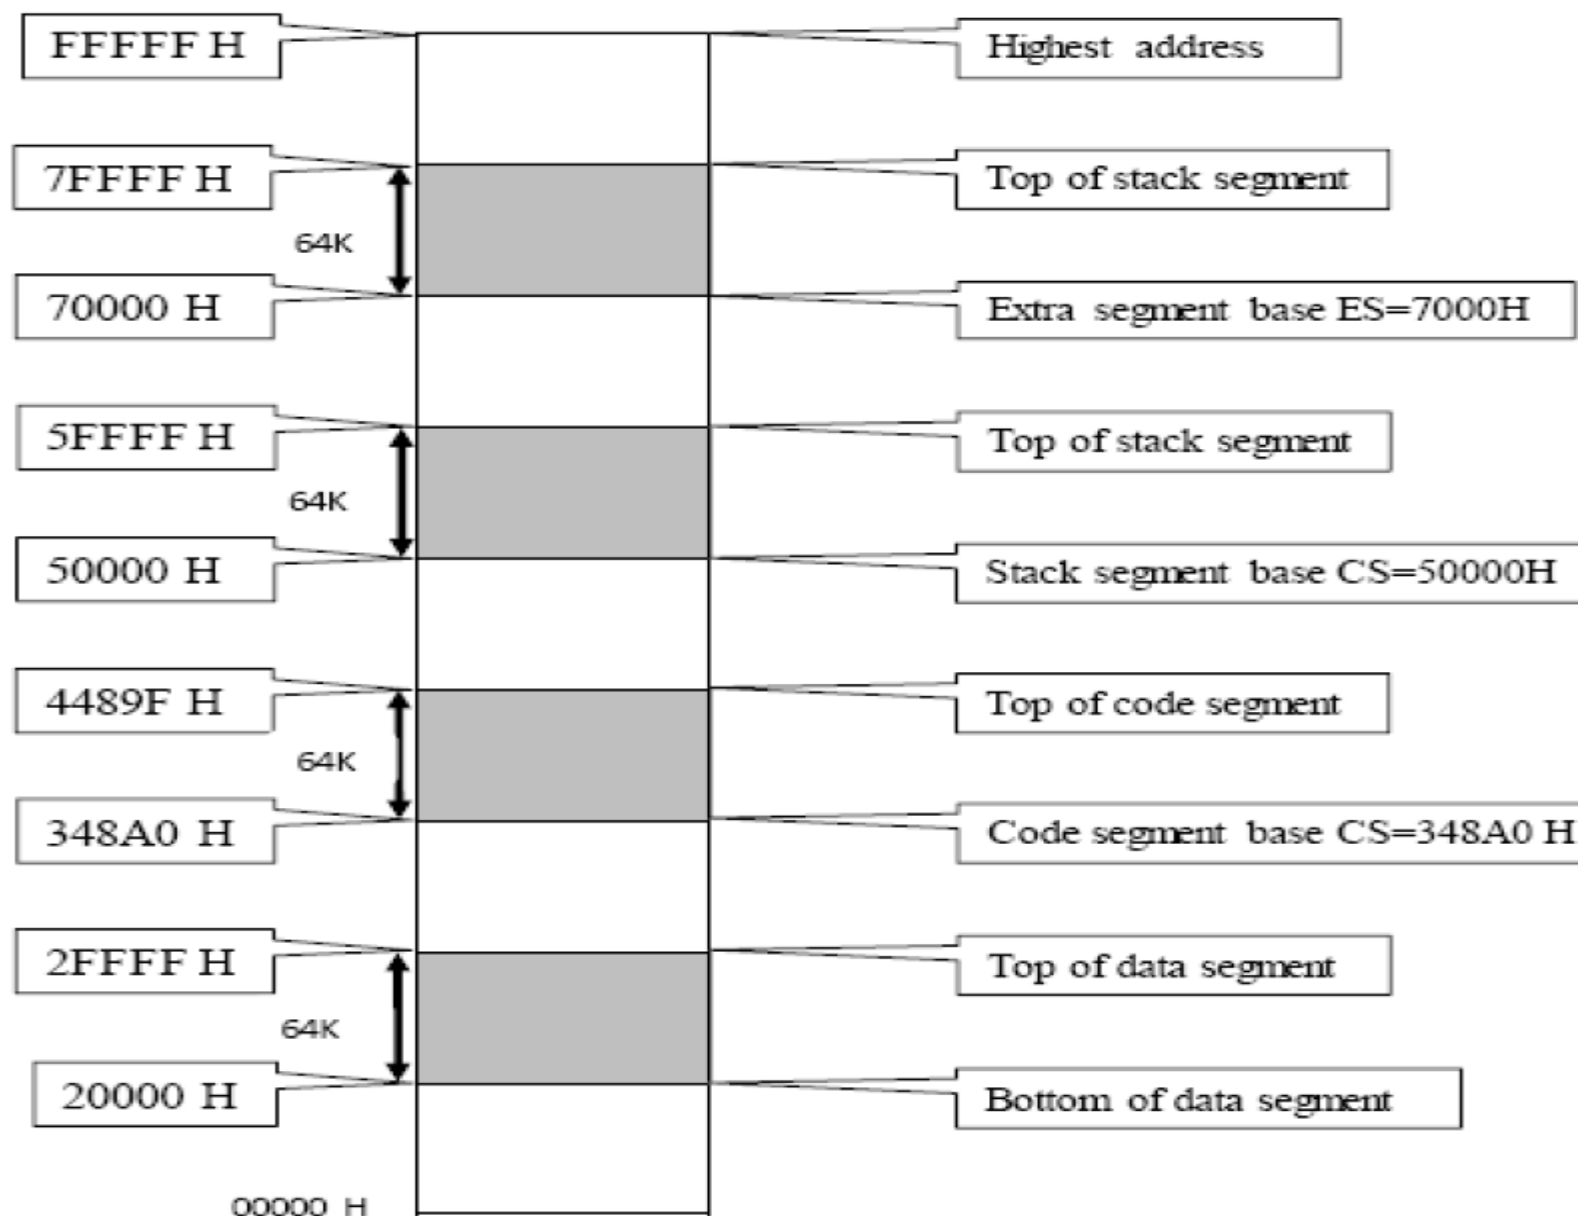 FFFFF H
Highest address
7FFFF H
Top of stack segment
64K
70000 H
Extra segment base ES=7000H
5FFFF H
Top of stack segment
64K
50000 H
Stack segment base CS=50000H
4489F H
Top of code segment
64K
348A0 H
Code segment base CS=348A0 H
2FFFF H
Top of data segment
64K
20000 H
Bottom of data segment
00000 H